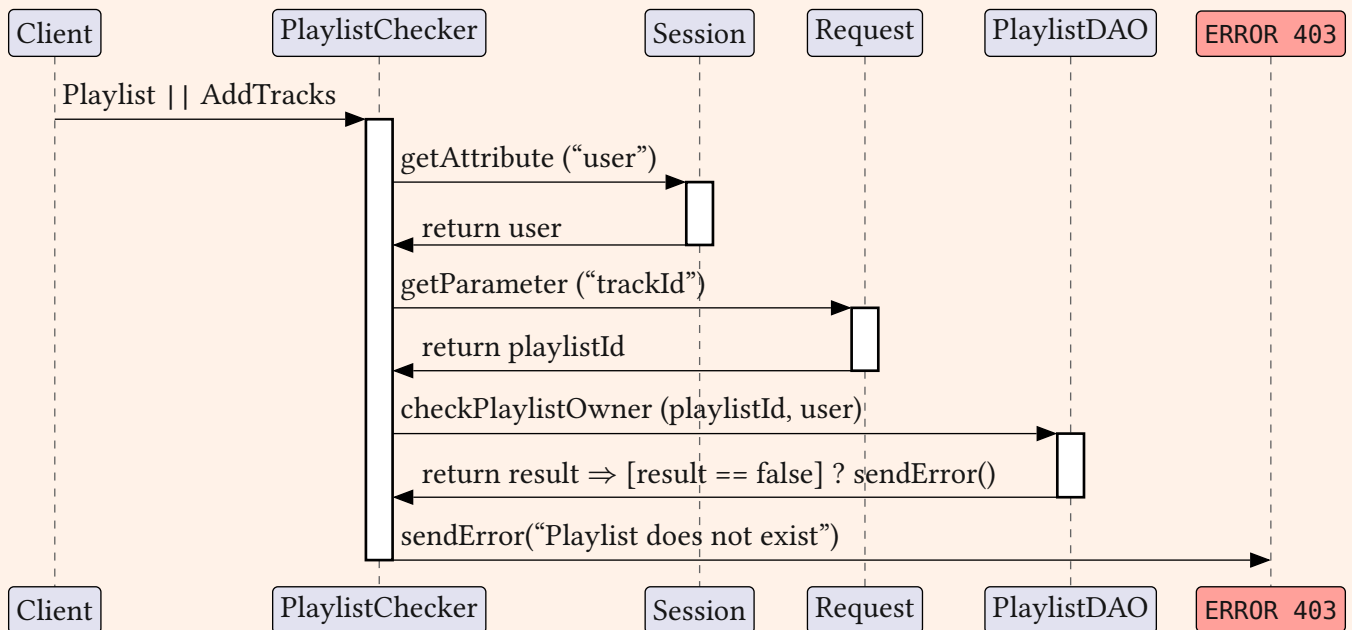 Client PlaylistChecker Session Request PlaylistDAO ERROR 403
Playlist || AddTracks
getAttribute (“user”)
return user
getParameter (“trackId”)
return playlistId
checkPlaylistOwner (playlistId, user)
return result ⇒ [result == false] ? sendError()
sendError(“Playlist does not exist”)
Client PlaylistChecker Session Request PlaylistDAO ERROR 403